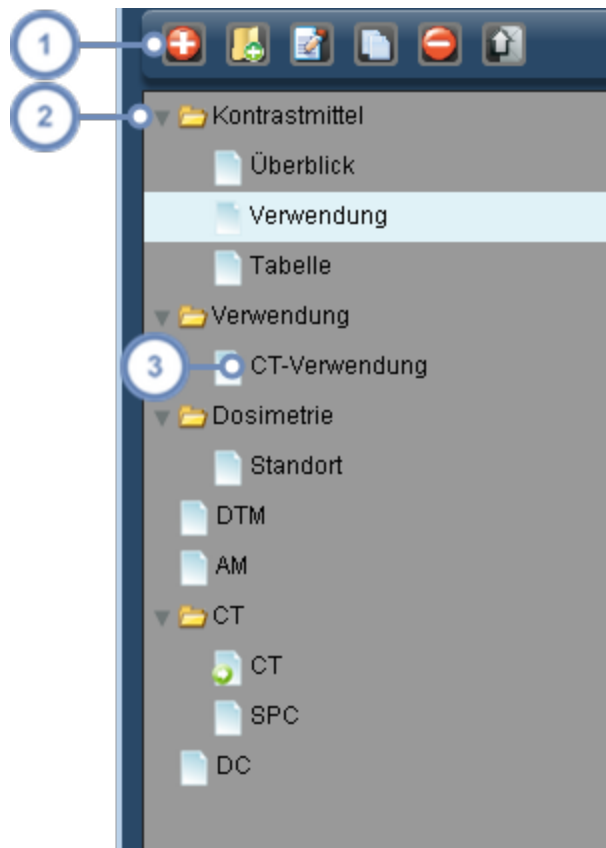 1
2
Kontrastmittel
Überblick
Verwendung
Tabelle
Verwendung
3
CT-Verwendung
Dosimetrie
Standort
DTM
AM
CT
CT
SPC
DC